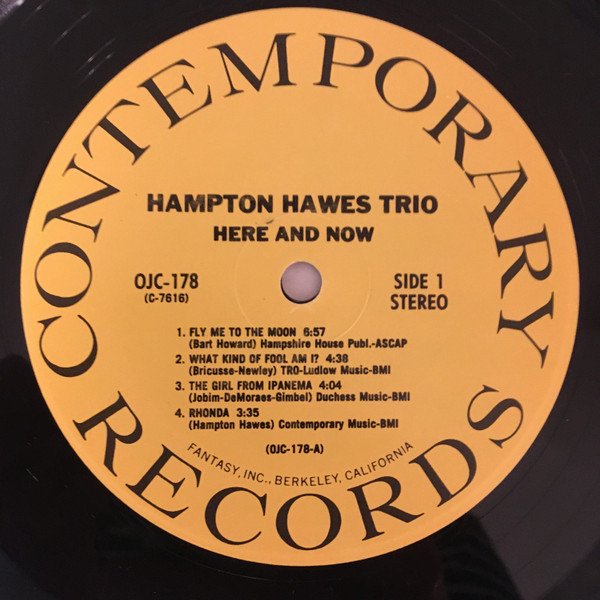 CONTEMPORARY RECORDS
HAMPTON HAWES TRIO
HERE AND NOW
OJC-178
(C-7616)
SIDE 1
STEREO
1. FLY ME TO THE MOON 6:57
(Bart Howard) Hampshire House Publ.-ASCAP
2. WHAT KIND OF FOOL AM I? 4:38
(Bricusse-Newley) TRO-Ludlow Music-BMI
3. THE GIRL FROM IPANEMA 4:04
(Jobim-DeMoraes-Gimbel) Duchess Music-BMI
4. RHONDA 3:35
(Hampton Hawes) Contemporary Music-BMI
(OJC-178-A)
FANTASY, INC., BERKELEY, CALIFORNIA